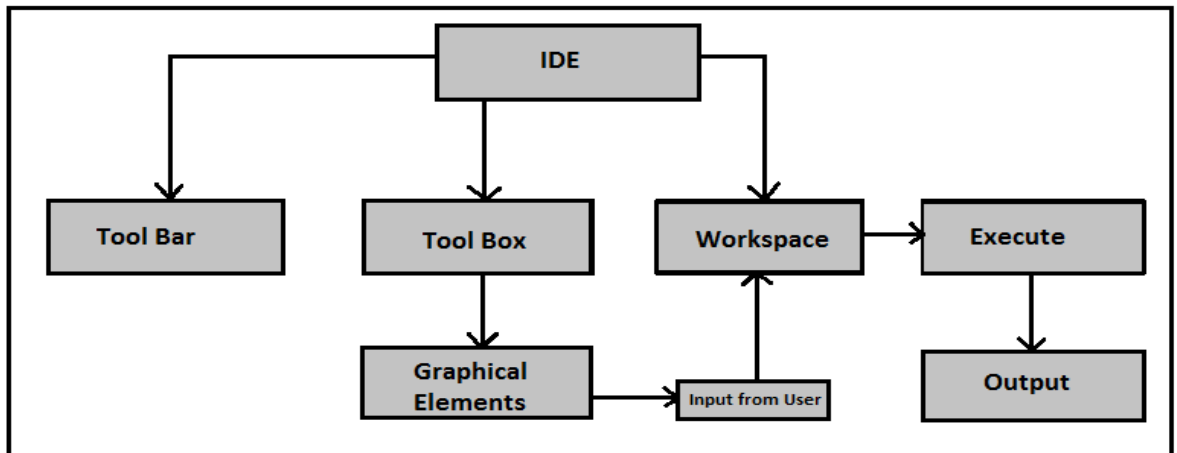 IDE
Tool Bar
Tool Box
Workspace
Execute
Graphical
Elements
Input from User
Output